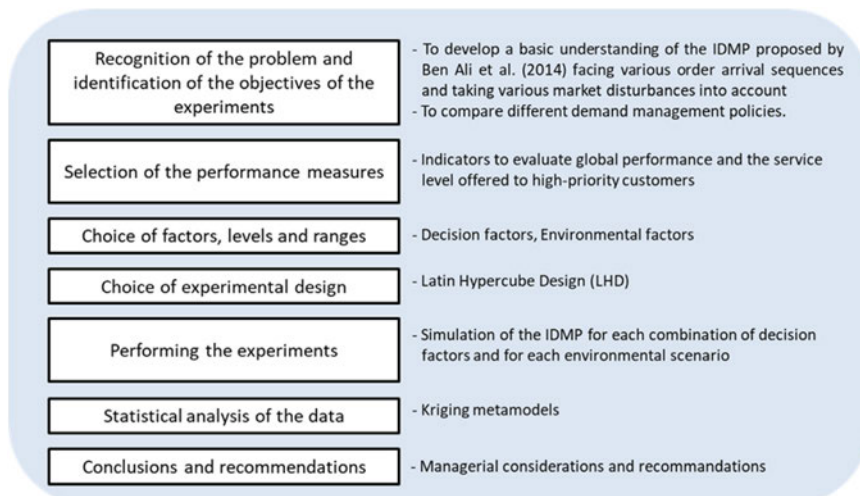 Recognition of the problem and
identification of the objectives of the
experiments
- To develop a basic understanding of the IDMP proposed by
Ben Ali et al. (2014) facing various order arrival sequences
and taking various market disturbances into account
- To compare different demand management policies.
Selection of the performance measures
- Indicators to evaluate global performance and the service
level offered to high-priority customers
Choice of factors, levels and ranges
- Decision factors, Environmental factors
Choice of experimental design
- Latin Hypercube Design (LHD)
Performing the experiments
- Simulation of the IDMP for each combination of decision
factors and for each environmental scenario
Statistical analysis of the data
- Kriging metamodels
Conclusions and recommendations
- Managerial considerations and recommandations